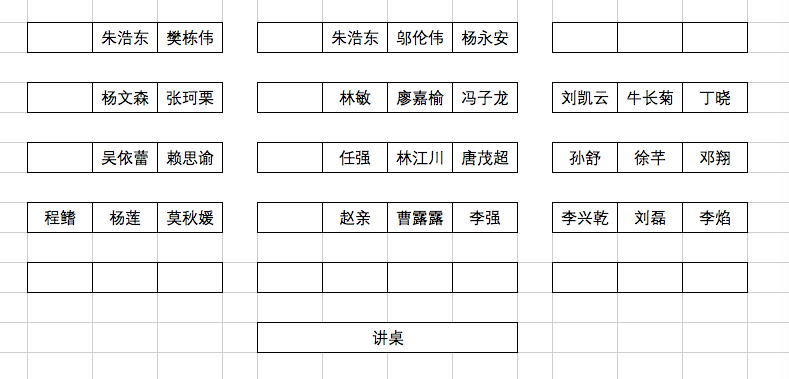 朱浩东 樊栋伟 朱浩东 邬伦伟 杨永安
杨文森 张珂栗 林敏 廖嘉榆 冯子龙 刘凯云 牛长菊 丁晓
吴依蕾 赖思谕 任强 林江川 唐茂超 孙舒 徐芊 邓翔
程鳍 杨莲 莫秋媛 赵亲 曹露露 李强 李兴乾 刘磊 李焰
讲桌